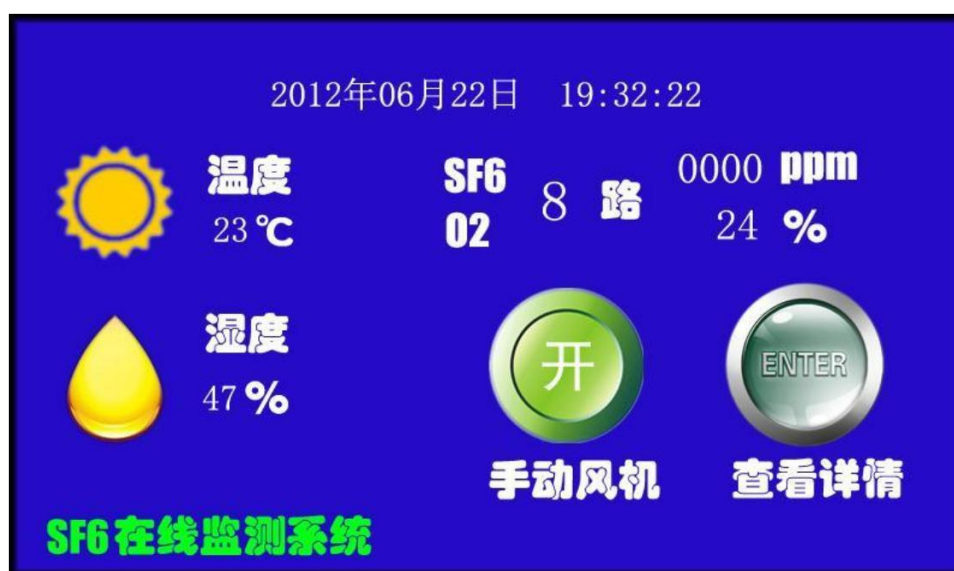 2012年06月22日 19:32:22
温度
23 ℃
SF6
02
8 路
0000 ppm
24 %
湿度
47 %
开
ENTER
手动风机
查看详情
SF6在线监测系统